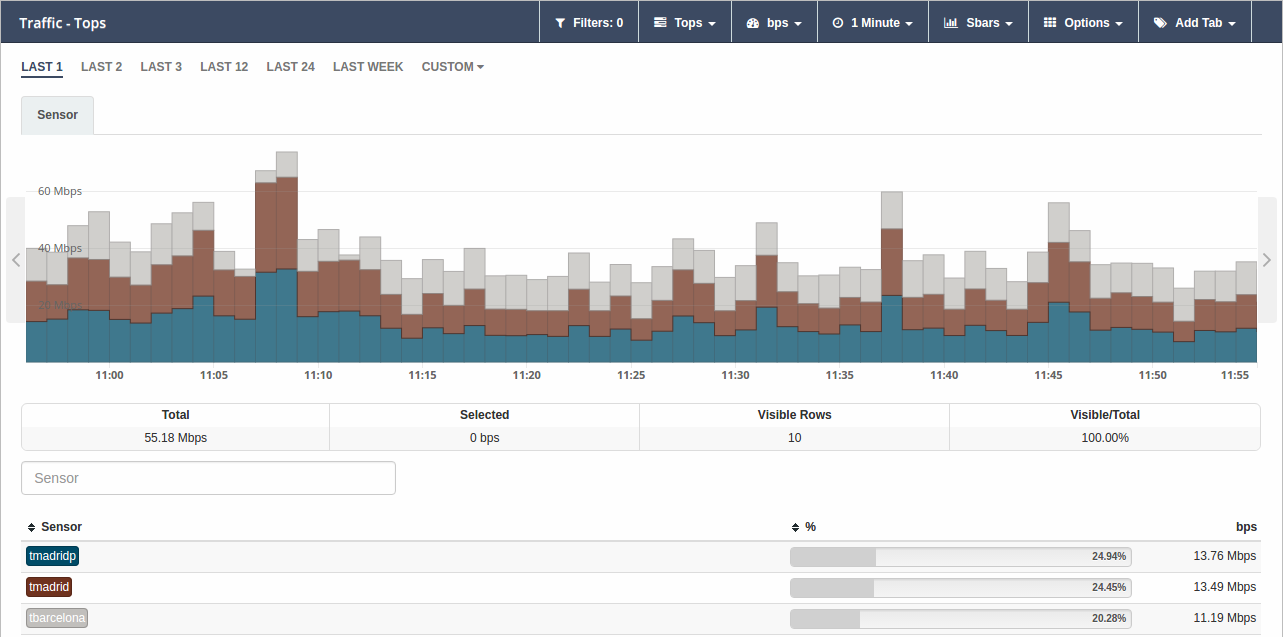 Traffic - Tops
Filters: 0
Tops
bps
1 Minute
Sbars
Options
Add Tab
LAST 1 LAST 2 LAST 3 LAST 12 LAST 24 LAST WEEK CUSTOM
Sensor
60 Mbps
40 Mbps
20 Mbps
11:00 11:05 11:10 11:15 11:20 11:25 11:30 11:35 11:40 11:45 11:50 11:55
Total Selected Visible Rows Visible/Total
55.18 Mbps 0 bps 10 100.00%
Sensor
Sensor % bps
tmadridp 24.94% 13.76 Mbps
tmadrid 24.45% 13.49 Mbps
tbarcelona 20.28% 11.19 Mbps